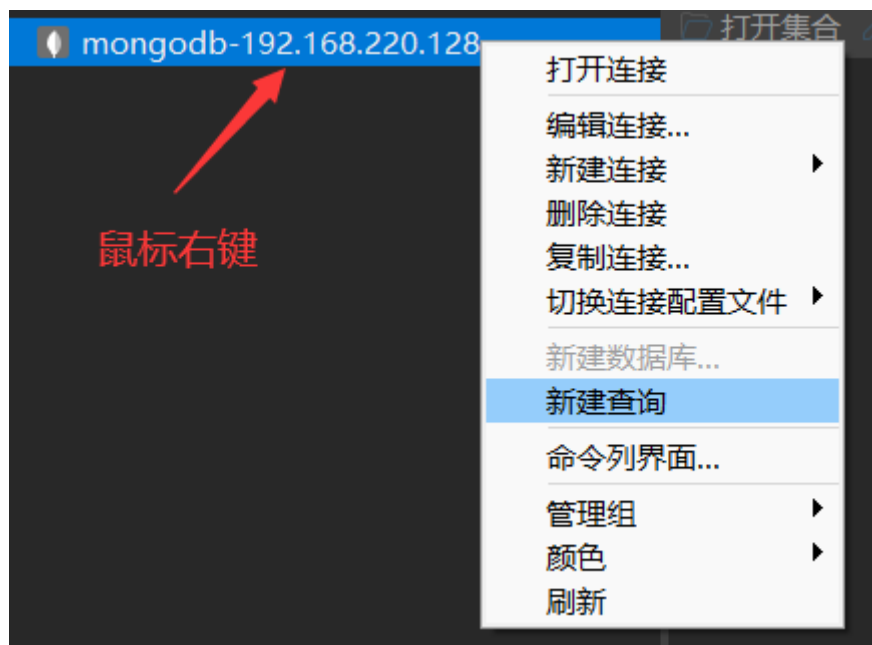 mongodb-192.168.220.128
打开集合
打开连接
编辑连接...
新建连接
删除连接
复制连接...
切换连接配置文件
新建数据库...
新建查询
命令列界面...
管理组
颜色
刷新
鼠标右键